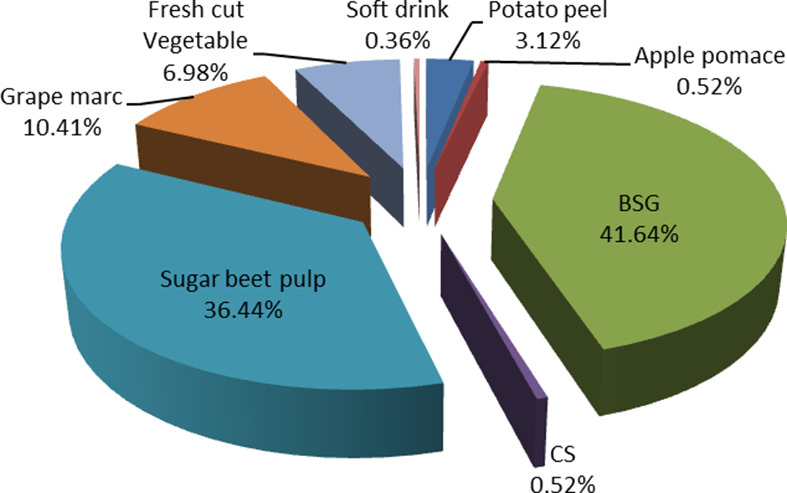 Fresh cut
Vegetable
6.98%
Soft drink
0.36%
Potato peel
3.12%
Apple pomace
0.52%
Grape marc
10.41%
BSG
41.64%
Sugar beet pulp
36.44%
CS
0.52%